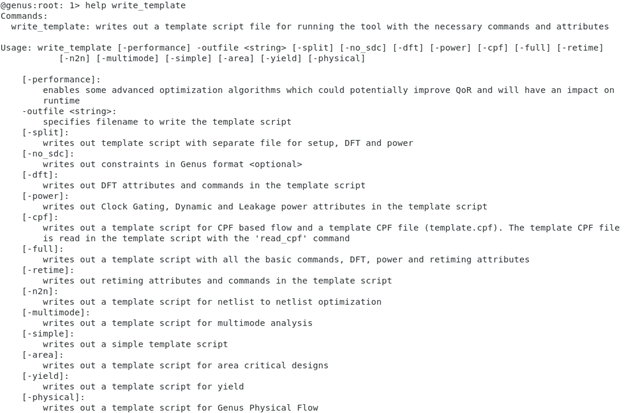 @genus:root: 1> help write_template
Commands:
write_template: writes out a template script file for running the tool with the necessary commands and attributes
Usage: write_template [-performance] -outfile <string> [-split] [-no_sdc] [-dft] [-power] [-cpf] [-full] [-retime]
[-n2n] [-multimode] [-simple] [-area] [-yield] [-physical]
[-performance]:
enables some advanced optimization algorithms which could potentially improve QoR and will have an impact on
runtime
-outfile <string>:
specifies filename to write the template script
[-split]:
writes out template script with separate file for setup, DFT and power
[-no_sdc]:
writes out constraints in Genus format <optional>
[-dft]:
writes out DFT attributes and commands in the template script
[-power]:
writes out Clock Gating, Dynamic and Leakage power attributes in the template script
[-cpf]:
writes out a template script for CPF based flow and a template CPF file (template.cpf). The template CPF file
is read in the template script with the 'read_cpf' command
[-full]:
writes out a template script with all the basic commands, DFT, power and retiming attributes
[-retime]:
writes out retiming attributes and commands in the template script
[-n2n]:
writes out a template script for netlist to netlist optimization
[-multimode]:
writes out a template script for multimode analysis
[-simple]:
writes out a simple template script
[-area]:
writes out a template script for area critical designs
[-yield]:
writes out a template script for yield
[-physical]:
writes out a template script for Genus Physical Flow